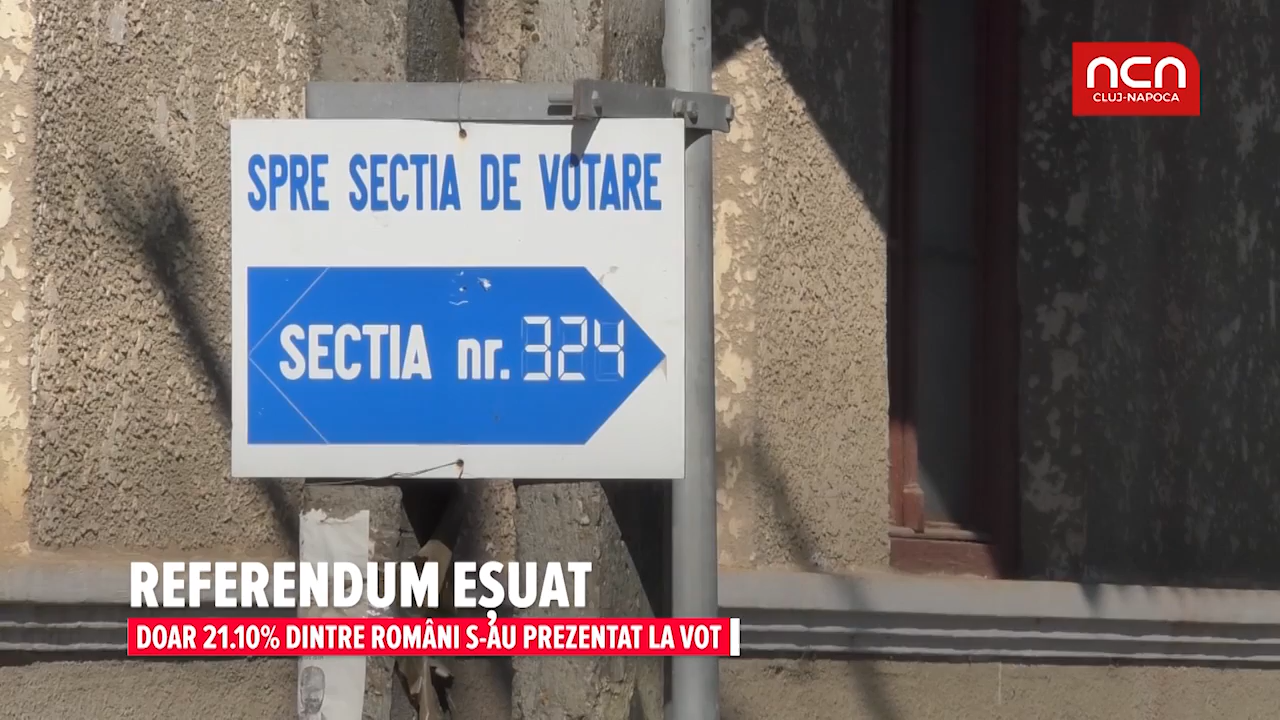 ncn
CLUJ-NAPOCA
SPRE SECTIA DE VOTARE
SECTIA nr. 324
REFERENDUM EȘUAT
DOAR 21.10% DINTRE ROMÂNI S-AU PREZENTAT LA VOT